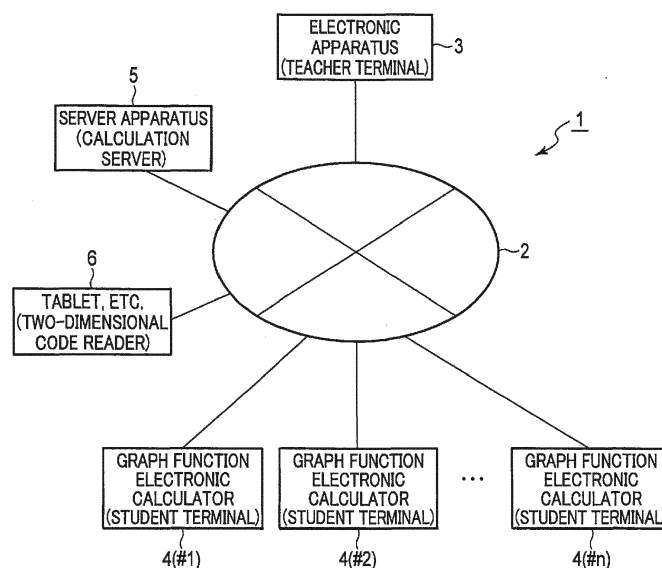 ELECTRONIC
APPARATUS
(TEACHER TERMINAL)
3
5
SERVER APPARATUS
(CALCULATION
SERVER)
1
2
6
TABLET, ETC.
(TWO-DIMENSIONAL
CODE READER)
GRAPH FUNCTION
ELECTRONIC
CALCULATOR
(STUDENT TERMINAL)
GRAPH FUNCTION
ELECTRONIC
CALCULATOR
(STUDENT TERMINAL)
...
GRAPH FUNCTION
ELECTRONIC
CALCULATOR
(STUDENT TERMINAL)
4(#1)
4(#2)
4(#n)